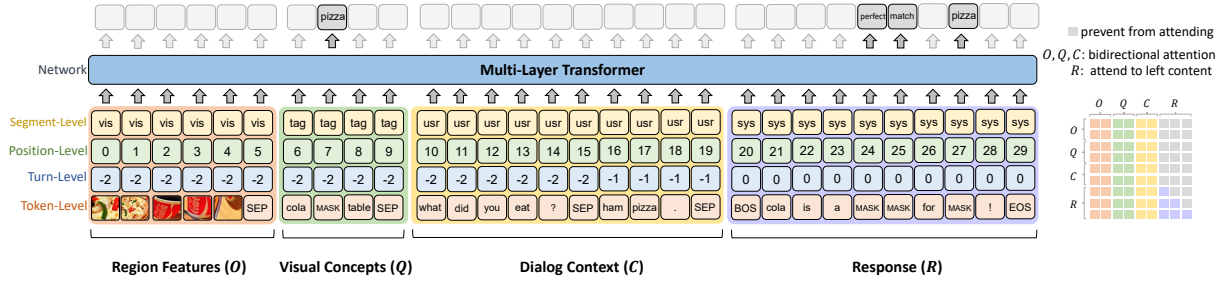 pizza perfect match pizza
Network Multi-Layer Transformer
Segment-Level vis vis vis vis vis vis tag tag tag tag usr usr usr usr usr usr usr usr usr usr sys sys sys sys sys sys sys sys sys sys
Position-Level 0 1 2 3 4 5 6 7 8 9 10 11 12 13 14 15 16 17 18 19 20 21 22 23 24 25 26 27 28 29
Turn-Level -2 -2 -2 -2 -2 -2 -2 -2 -2 -2 -2 -2 -2 -2 -2 -2 -1 -1 -1 -1 0 0 0 0 0 0 0 0 0 0
Token-Level SEP cola MASK table SEP what did you eat ? SEP ham pizza . SEP BOS cola is a MASK MASK for MASK ! EOS
Region Features (O) Visual Concepts (Q) Dialog Context (C) Response (R)
prevent from attending
O, Q, C: bidirectional attention
R: attend to left content
O Q C R
O
Q
C
R